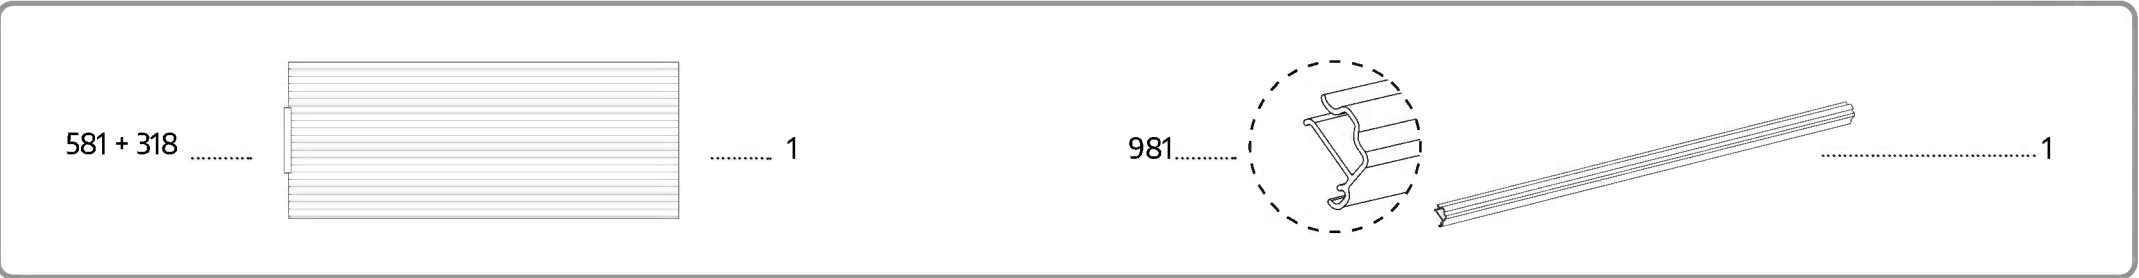 581 + 318 .......... 1
981 .......... .......... 1